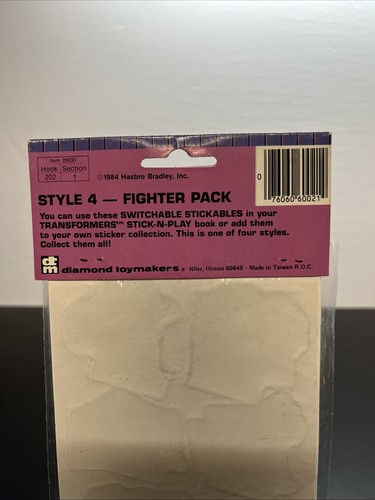 Item 20030
Hook Section
202 1
©1984 Hasbro Bradley, Inc.
0
76060 60021
STYLE 4 — FIGHTER PACK
You can use these SWITCHABLE STICKABLES in your
TRANSFORMERS™ STICK-N-PLAY book or add them
to your own sticker collection. This is one of four styles.
Collect them all!
dtm diamond toymakers ® Niles, Illinois 60648 - Made in Taiwan R.O.C.